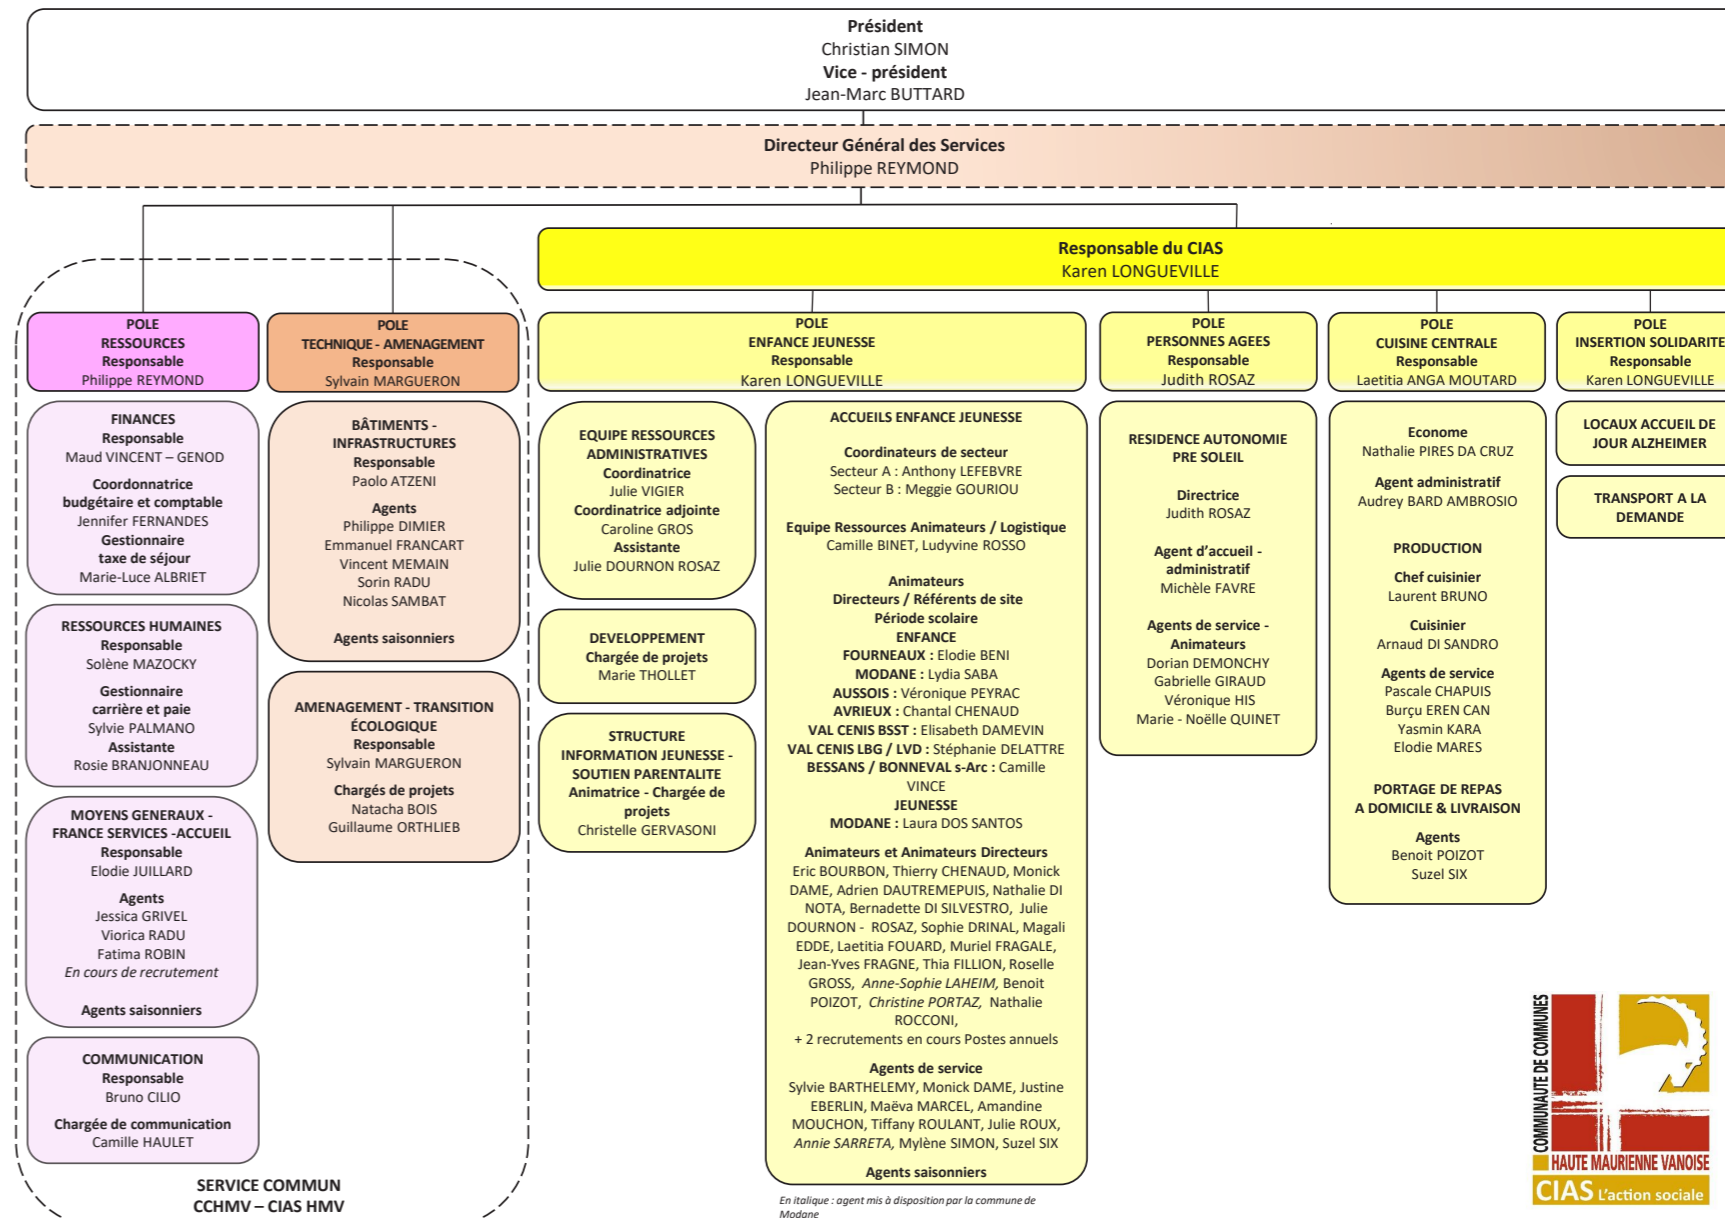 Président
Christian SIMON
Vice - président
Jean-Marc BUTTARD
Directeur Général des Services
Philippe REYMOND
Responsable du CIAS
Karen LONGUEVILLE
POLE
RESSOURCES
Responsable
Philippe REYMOND
POLE
TECHNIQUE - AMENAGEMENT
Responsable
Sylvain MARGUERON
POLE
ENFANCE JEUNESSE
Responsable
Karen LONGUEVILLE
POLE
PERSONNES AGEES
Responsable
Judith ROSAZ
POLE
CUISINE CENTRALE
Responsable
Laetitia ANGA MOUTARD
POLE
INSERTION SOLIDARITE
Responsable
Karen LONGUEVILLE
FINANCES
Responsable
Maud VINCENT – GENOD
Coordonnatrice
budgétaire et comptable
Jennifer FERNANDES
Gestionnaire
taxe de séjour
Marie-Luce ALBRIET
RESSOURCES HUMAINES
Responsable
Solène MAZOCKY
Gestionnaire
carrière et paie
Sylvie PALMANO
Assistante
Rosie BRANJONNEAU
MOYENS GENERAUX -
FRANCE SERVICES -ACCUEIL
Responsable
Elodie JUILLARD
Agents
Jessica GRIVEL
Viorica RADU
Fatima ROBIN
En cours de recrutement
Agents saisonniers
COMMUNICATION
Responsable
Bruno CILIO
Chargée de communication
Camille HAULET
BÂTIMENTS -
INFRASTRUCTURES
Responsable
Paolo ATZENI
Agents
Philippe DIMIER
Emmanuel FRANCART
Vincent MEMAIN
Sorin RADU
Nicolas SAMBAT
Agents saisonniers
AMENAGEMENT - TRANSITION
ÉCOLOGIQUE
Responsable
Sylvain MARGUERON
Chargés de projets
Natacha BOIS
Guillaume ORTHLIEB
SERVICE COMMUN
CCHMV – CIAS HMV
EQUIPE RESSOURCES
ADMINISTRATIVES
Coordinatrice
Julie VIGIER
Coordinatrice adjointe
Caroline GROS
Assistante
Julie DOURNON ROSAZ
DEVELOPPEMENT
Chargée de projets
Marie THOLLET
STRUCTURE
INFORMATION JEUNESSE -
SOUTIEN PARENTALITE
Animatrice - Chargée de
projets
Christelle GERVASONI
ACCUEILS ENFANCE JEUNESSE
Coordinateurs de secteur
Secteur A : Anthony LEFEBVRE
Secteur B : Meggie GOURIOU
Equipe Ressources Animateurs / Logistique
Camille BINET, Ludyvine ROSSO
Animateurs
Directeurs / Référents de site
Période scolaire
ENFANCE
FOURNEAUX : Elodie BENI
MODANE : Lydia SABA
AUSSOIS : Véronique PEYRAC
AVRIEUX : Chantal CHENAUD
VAL CENIS BSST : Elisabeth DAMEVIN
VAL CENIS LBG / LVD : Stéphanie DELATTRE
BESSANS / BONNEVAL s-Arc : Camille
VINCE
JEUNESSE
MODANE : Laura DOS SANTOS
Animateurs et Animateurs Directeurs
Eric BOURBON, Thierry CHENAUD, Monick
DAME, Adrien DAUTREMEPUIS, Nathalie DI
NOTA, Bernadette DI SILVESTRO, Julie
DOURNON - ROSAZ, Sophie DRINAL, Magali
EDDE, Laetitia FOUARD, Muriel FRAGALE,
Jean-Yves FRAGNE, Thia FILLION, Roselle
GROSS, Anne-Sophie LAHEIM, Benoit
POIZOT, Christine PORTAZ, Nathalie
ROCCONI,
+ 2 recrutements en cours Postes annuels
Agents de service
Sylvie BARTHELEMY, Monick DAME, Justine
EBERLIN, Maëva MARCEL, Amandine
MOUCHON, Tiffany ROULANT, Julie ROUX,
Annie SARRETA, Mylène SIMON, Suzel SIX
Agents saisonniers
En italique : agent mis à disposition par la commune de
Modane
RESIDENCE AUTONOMIE
PRE SOLEIL
Directrice
Judith ROSAZ
Agent d'accueil -
administratif
Michèle FAVRE
Agents de service -
Animateurs
Dorian DEMONCHY
Gabrielle GIRAUD
Véronique HIS
Marie - Noëlle QUINET
Econome
Nathalie PIRES DA CRUZ
Agent administratif
Audrey BARD AMBROSIO
PRODUCTION
Chef cuisinier
Laurent BRUNO
Cuisinier
Arnaud DI SANDRO
Agents de service
Pascale CHAPUIS
Burçu EREN CAN
Yasmin KARA
Elodie MARES
PORTAGE DE REPAS
A DOMICILE & LIVRAISON
Agents
Benoit POIZOT
Suzel SIX
LOCAUX ACCUEIL DE
JOUR ALZHEIMER
TRANSPORT A LA
DEMANDE
COMMUNAUTE DE COMMUNES
HAUTE MAURIENNE VANOISE
CIAS L'action sociale